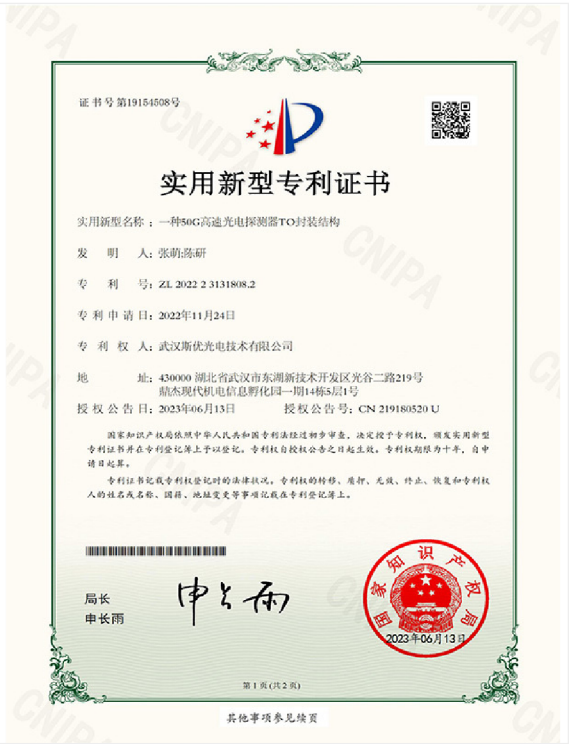 证书号第19154508号
实用新型专利证书
实用新型名称：一种50G高速光电探测器TO封装结构
发明人：张萌;陈研
专利号：ZL 2022 2 3131808.2
专利申请日：2022年11月24日
专利权人：武汉斯优光电技术有限公司
地址：430000 湖北省武汉市东湖新技术开发区光谷二路219号
鼎杰现代机电信息孵化园一期14栋5层1号
授权公告日：2023年06月13日 授权公告号：CN 219180520 U
国家知识产权局依照中华人民共和国专利法经过初步审查，决定授予专利权，颁发实用新型
专利证书并在专利登记簿上予以登记。专利权自授权公告之日起生效。专利权期限为十年，自申
请日起算。
专利证书记载专利权登记时的法律状况。专利权的转移、质押、无效、终止、恢复和专利权
人的姓名或名称、国籍、地址变更等事项记载在专利登记簿上。
局长
申长雨
申长雨
国家知识产权局
2023年06月13日
第1页(共2页)
其他事项参见续页
CNIPA
CNIPA
CNIPA
CNIPA
CNIPA
CNIPA